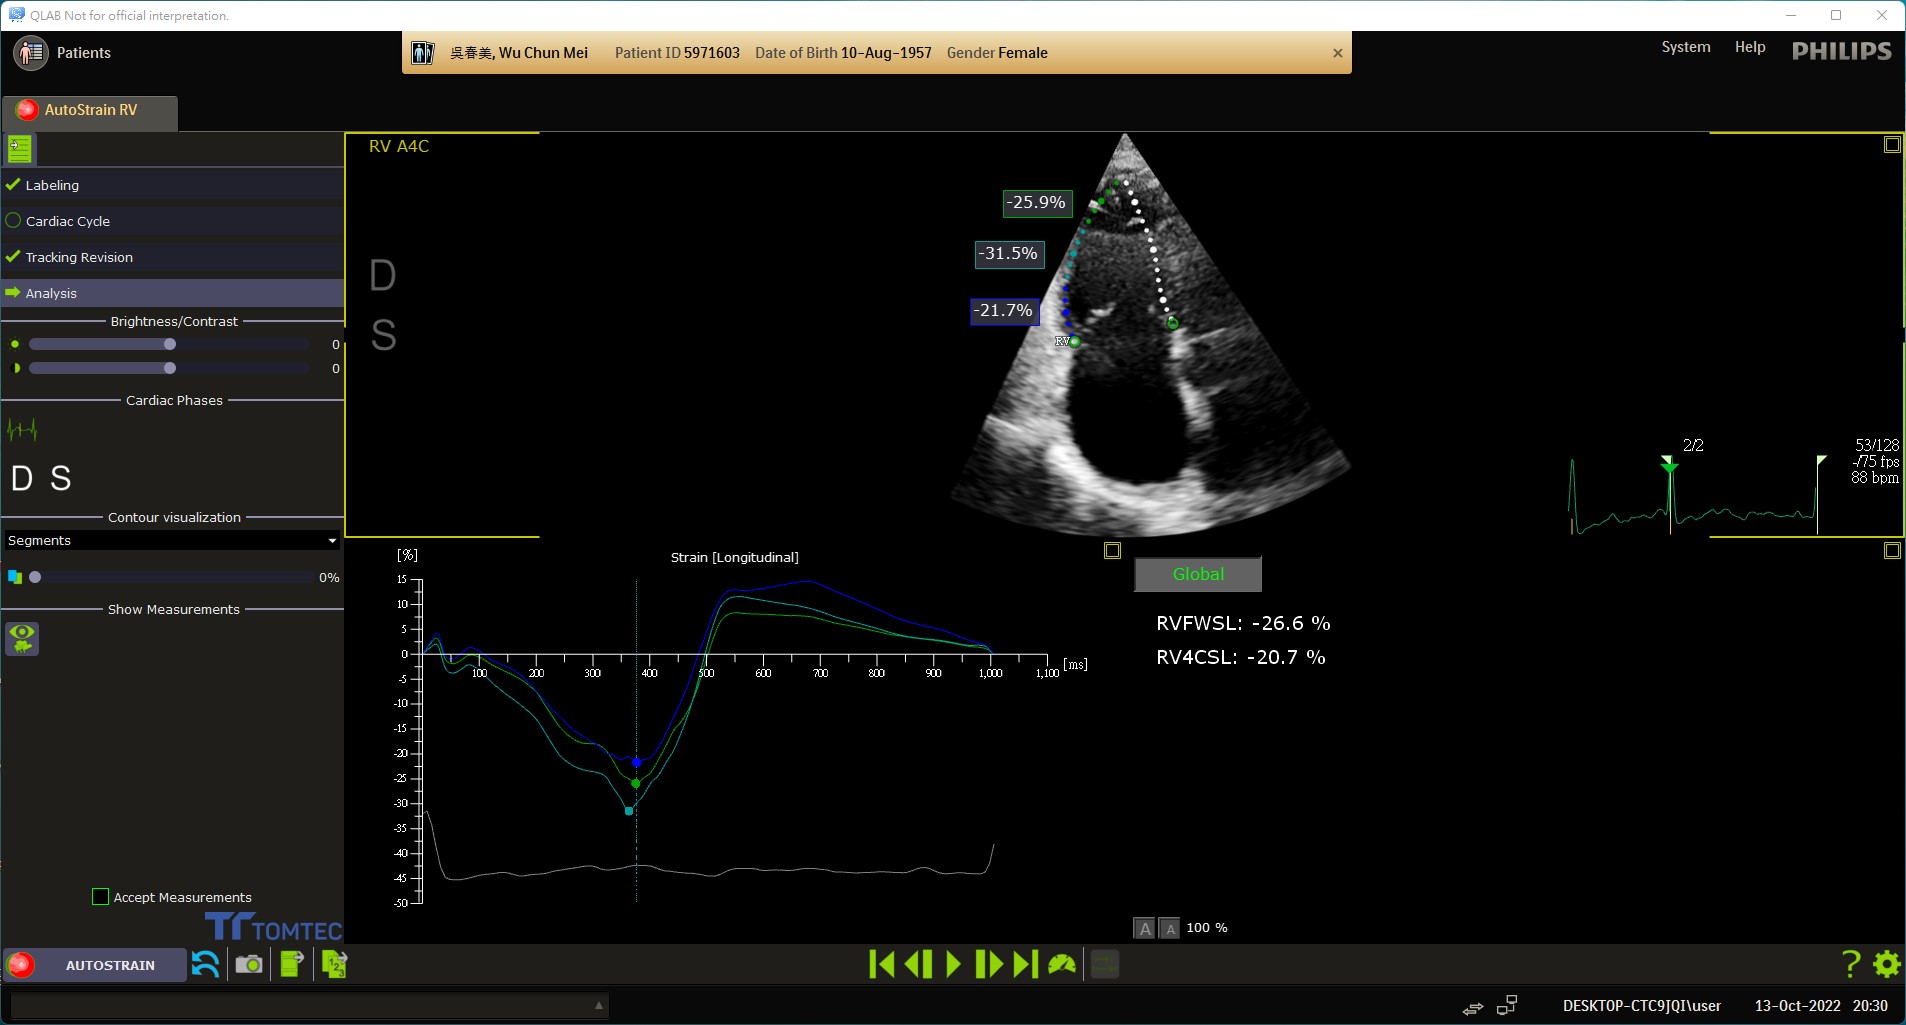 QLAB Not for official interpretation.
Patients
吳春美, Wu Chun Mei Patient ID 5971603 Date of Birth 10-Aug-1957 Gender Female
System Help PHILIPS
AutoStrain RV
Labeling
Cardiac Cycle
Tracking Revision
Analysis
Brightness/Contrast
0
0
Cardiac Phases
D S
Contour visualization
Segments
0%
Show Measurements
Accept Measurements
TOMTEC
RV A4C
D
S
-25.9%
-31.5%
-21.7%
RV
2/2
53/128
-/75 fps
88 bpm
[%]
Strain [Longitudinal]
15
10
5
0
-5
-10
-15
-20
-25
-30
-35
-40
-45
-50
100 200 300 400 500 600 700 800 900 1,000 1,100 [ms]
Global
RVFWSL: -26.6 %
RV4CSL: -20.7 %
A A 100 %
AUTOSTRAIN
1 2 3
?
DESKTOP-CTC9JQI\user 13-Oct-2022 20:30